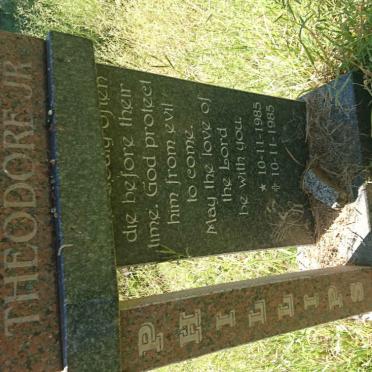 THEODORE JR
often
die before their
time. God protect
him from evil
to come.
May the love of
the Lord
be with you.
★ 10-11-1985
✝ 10-11-1985
PHILLIPS